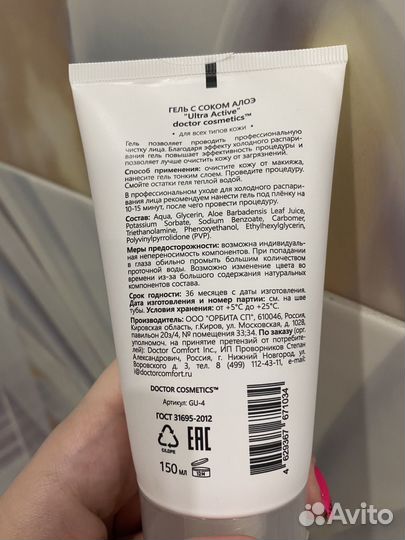 ГЕЛЬ С СОКОМ АЛОЭ
"Ultra Active"
doctor cosmetics™
• для всех типов кожи •
Гель позволяет проводить профессиональную
чистку лица. Благодаря эффекту холодного распари-
вания гель повышает эффективность процедуры и
позволяет лучше очистить кожу от загрязнений.
Способ применения: очистите кожу от макияжа,
нанесите гель тонким слоем. Проведите процедуру.
Смойте остатки геля теплой водой.
В профессиональном уходе для холодного распари-
вания лица рекомендуем нанести гель под плёнку на
10-15 минут, после чего провести процедуру.
Состав: Aqua, Glycerin, Aloe Barbadensis Leaf Juice,
Potassium Sorbate, Sodium Benzoate, Carbomer,
Triethanolamine, Phenoxyethanol, Ethylhexylglycerin,
Polyvinylpyrrolidone (PVP).
Меры предосторожности: возможна индивидуаль-
ная непереносимость компонентов. При попадании
в глаза обильно промыть большим количеством
проточной воды. Возможно изменение цвета во
времени из-за большого содержания натуральных
компонентов состава.
Срок годности: 36 месяцев с даты изготовления.
Дата изготовления и номер партии: см. на шве
тубы. Условия хранения: от +5°С до +25°С.
Производитель: ООО "ОРБИТА СП", 610046, Россия,
Кировская область, г.Киров, ул. Московская, д. 102В,
павильон 20з/4, № помещения 33;34. По заказу (орг.
уполном. на принятие претензий от потребите-
лей): Doctor Comfort Inc., ИП Проворников Степан
Александрович, Россия, г. Нижний Новгород, ул.
Воровского д. 3, тел. 8 (499) 112-43-11, e-mail:
i@doctorcomfort.ru
DOCTOR COSMETICS™
Артикул: GU-4
ГОСТ 31695-2012
EAC
150 мл
12M
4 629367 671034
Avito